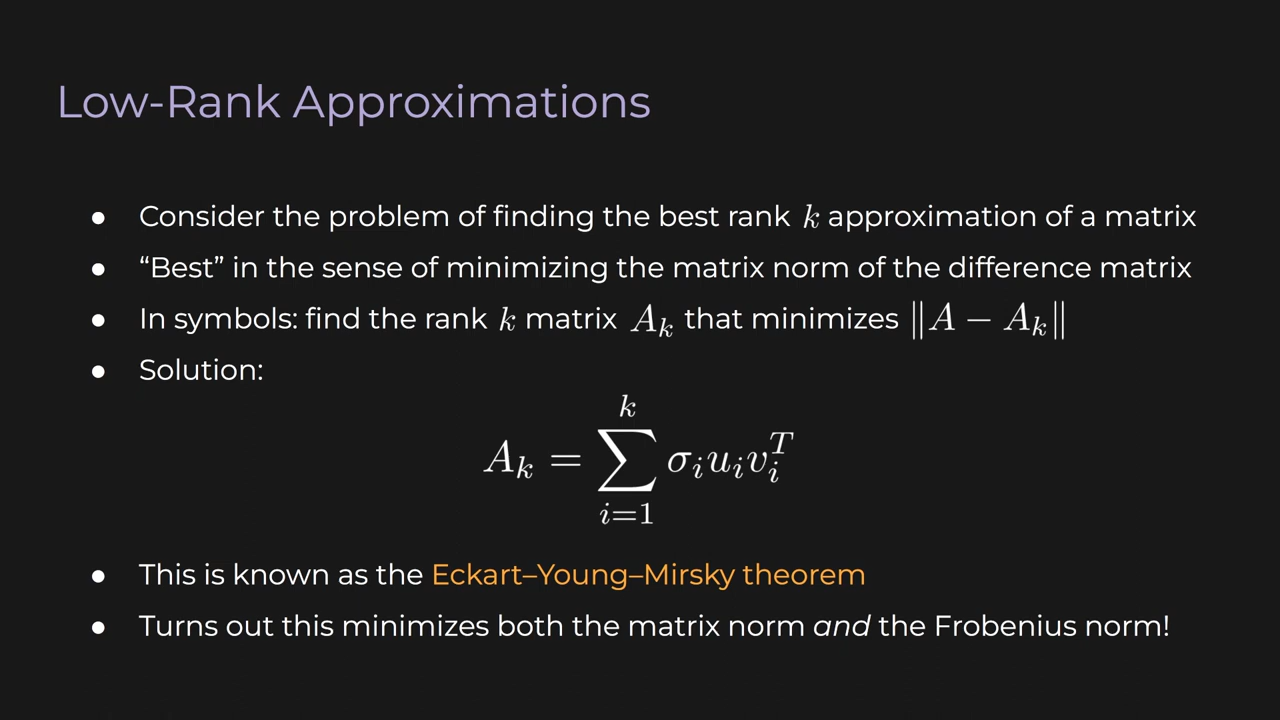 Low-Rank Approximations
● Consider the problem of finding the best rank $k$ approximation of a matrix
● “Best” in the sense of minimizing the matrix norm of the difference matrix
● In symbols: find the rank $k$ matrix $A_k$ that minimizes $\|A - A_k\|$
● Solution:
$A_k = \sum_{i=1}^{k} \sigma_i u_i v_i^T$
● This is known as the Eckart–Young–Mirsky theorem
● Turns out this minimizes both the matrix norm and the Frobenius norm!